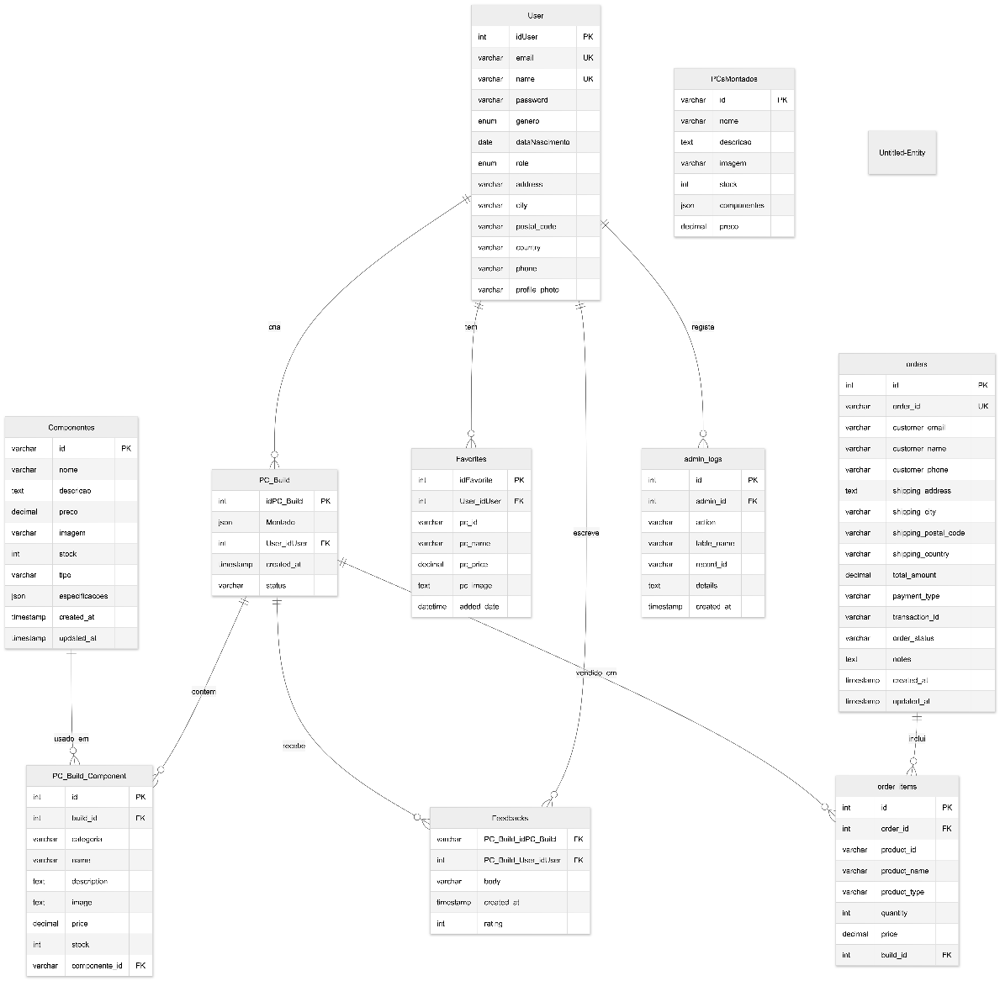 User
int idUser PK
varchar email UK
varchar name UK
varchar password
enum genero
date dataNascimento
enum role
varchar address
varchar city
varchar postal_code
varchar country
varchar phone
varchar profile_photo
PCsMontados
varchar id PK
varchar nome
text descricao
varchar imagem
int stock
json componentes
decimal preco
Untitled-Entity
cria
tem
regista
escreve
orders
int id PK
varchar order_id UK
varchar customer_email
varchar customer_name
varchar customer_phone
text shipping_address
varchar shipping_city
varchar shipping_postal_code
varchar shipping_country
decimal total_amount
varchar payment_type
varchar transaction_id
varchar order_status
text notes
timestamp created_at
timestamp updated_at
Componentes
varchar id PK
varchar nome
text descricao
decimal preco
varchar imagem
int stock
varchar tipo
json especificacoes
timestamp created_at
timestamp updated_at
PC_Build
int idPC_Build PK
json Montado
int User_idUser FK
timestamp created_at
varchar status
Favorites
int idFavorite PK
int User_idUser FK
varchar pc_id
varchar pc_name
decimal pc_price
text pc_image
datetime added_date
admin_logs
int id PK
int admin_id FK
varchar action
varchar table_name
varchar record_id
text details
timestamp created_at
vendido_em
contem
usado_em
recebe
inclui
PC_Build_Component
int id PK
int build_id FK
varchar categoria
varchar name
text description
text image
decimal price
int stock
varchar componente_id FK
Feedbacks
varchar PC_Build_idPC_Build FK
int PC_Build_User_idUser FK
varchar body
timestamp created_at
int rating
order_items
int id PK
int order_id FK
varchar product_id
varchar product_name
varchar product_type
int quantity
decimal price
int build_id FK